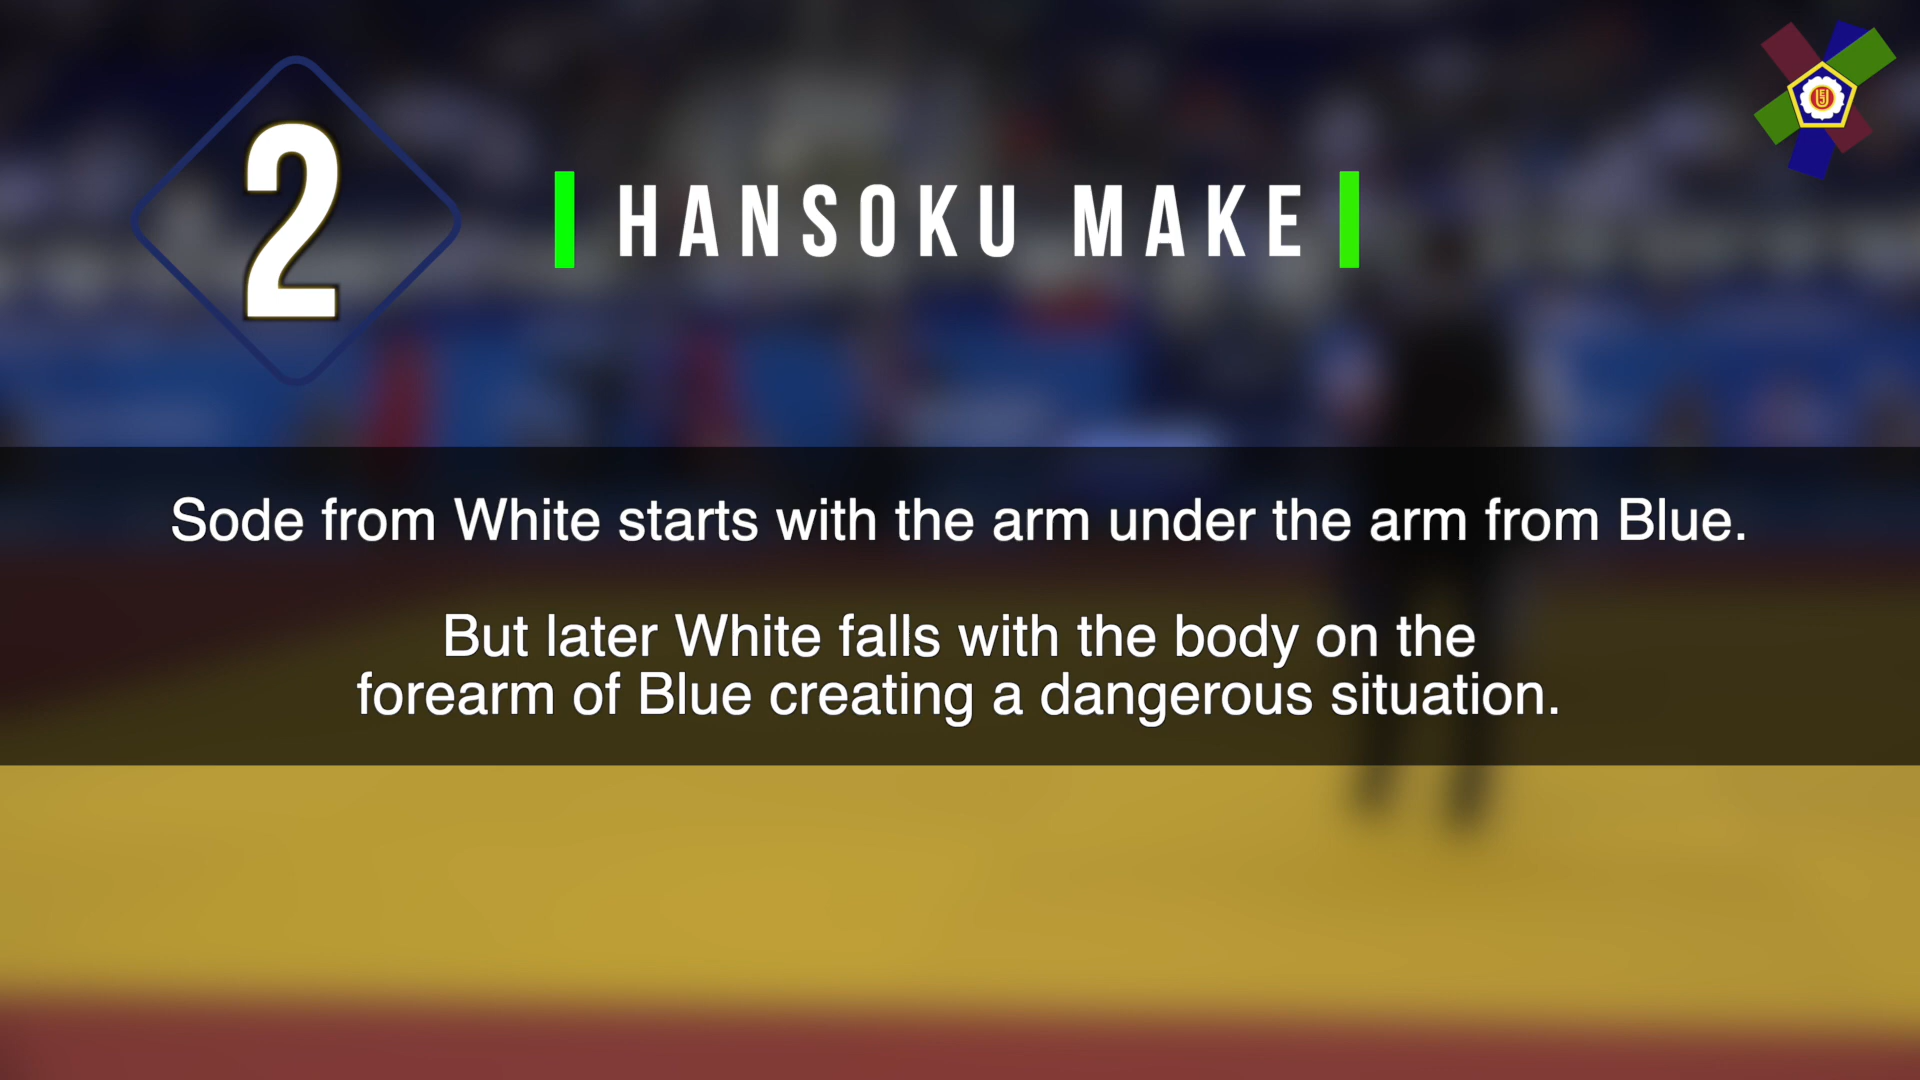 2
HANSOKU MAKE
Sode from White starts with the arm under the arm from Blue.
But later White falls with the body on the
forearm of Blue creating a dangerous situation.